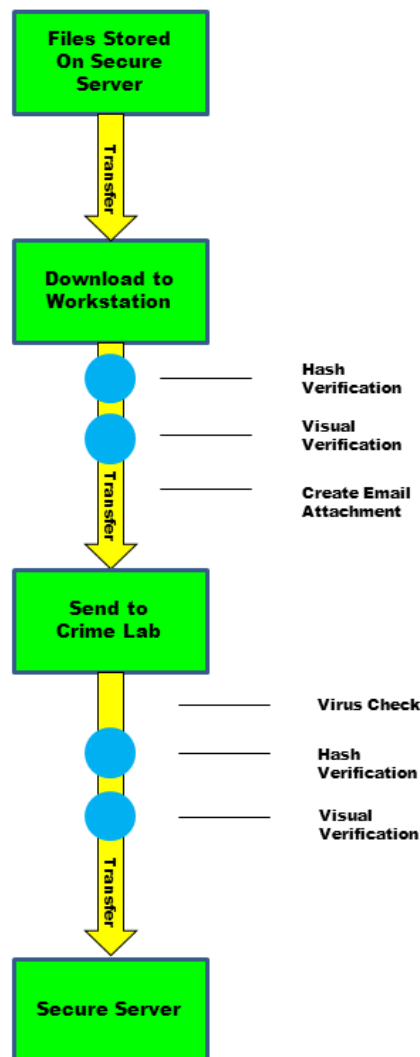 Files Stored
On Secure
Server
Transfer
Download to
Workstation
Hash
Verification
Visual
Verification
Transfer
Create Email
Attachment
Send to
Crime Lab
Virus Check
Hash
Verification
Visual
Verification
Transfer
Secure Server